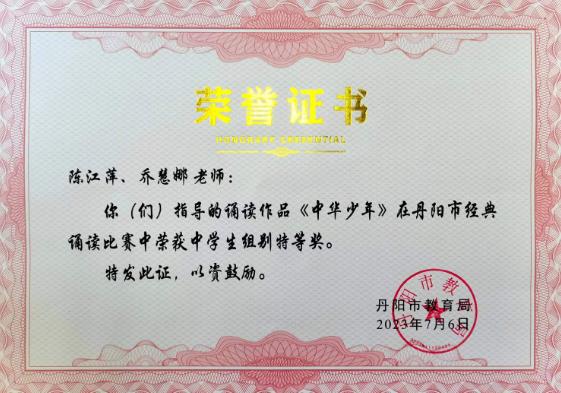 荣誉证书
陈江萍、乔慧娜老师：
你（们）指导的诵读作品《中华少年》在丹阳市经典
诵读比赛中荣获中学生组别特等奖。
特发此证，以资鼓励。
丹阳市教育局
2023年7月6日